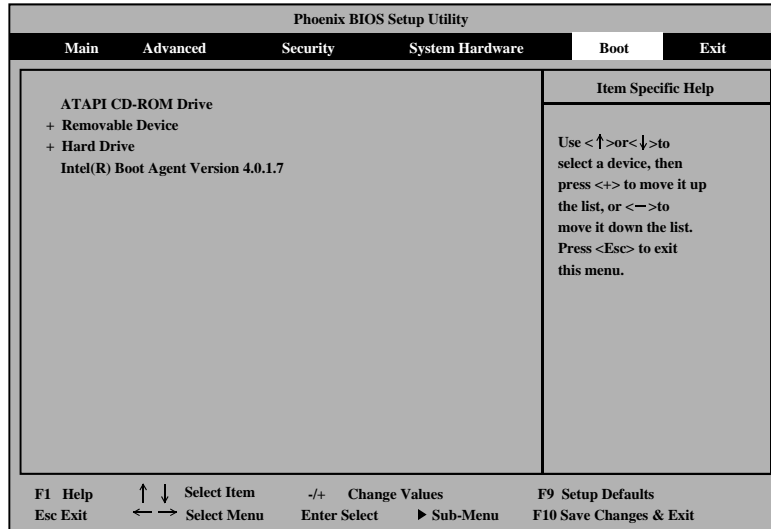 Phoenix BIOS Setup Utility
Main Advanced Security System Hardware Boot Exit
ATAPI CD-ROM Drive
+ Removable Device
+ Hard Drive
Intel(R) Boot Agent Version 4.0.1.7
Item Specific Help
Use <↑>or<↓>to
select a device, then
press <+> to move it up
the list, or <—>to
move it down the list.
Press <Esc> to exit
this menu.
F1 Help ↑ ↓ Select Item -/+ Change Values F9 Setup Defaults
Esc Exit ← → Select Menu Enter Select ▶ Sub-Menu F10 Save Changes & Exit